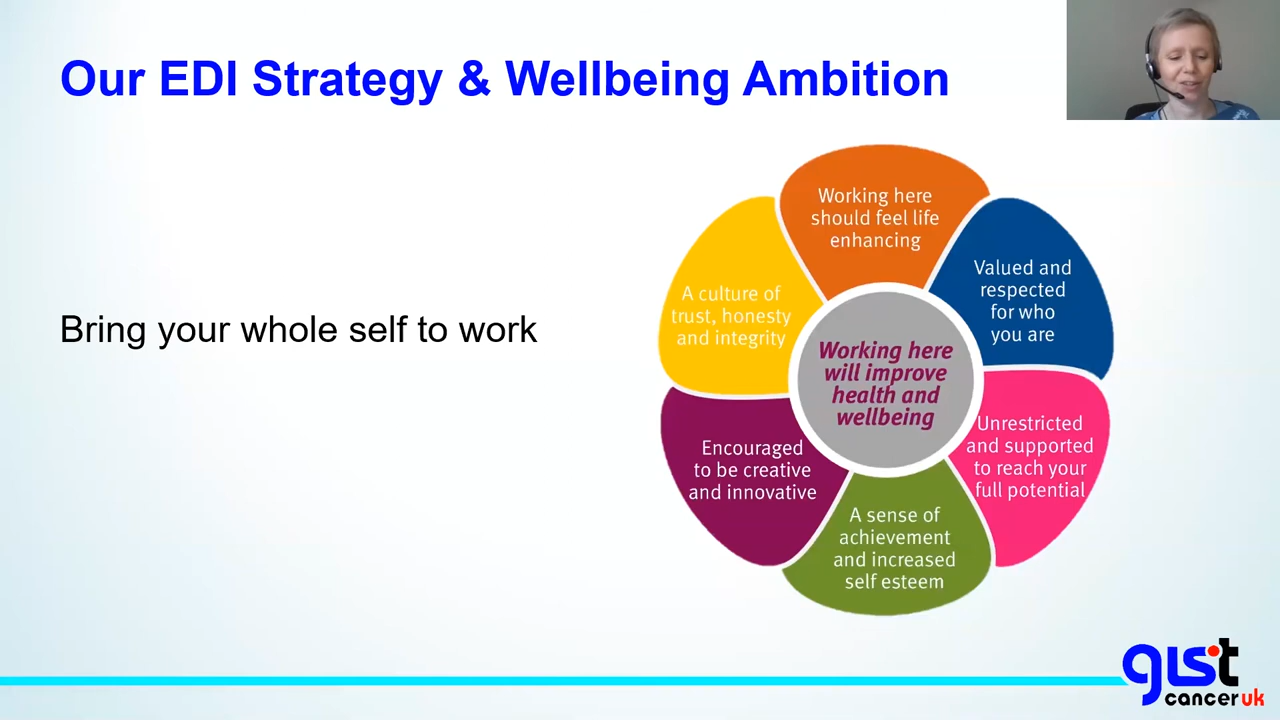 Our EDI Strategy & Wellbeing Ambition
Bring your whole self to work
Working here
should feel life
enhancing
Valued and
respected
for who
you are
Unrestricted
and supported
to reach your
full potential
A sense of
achievement
and increased
self esteem
Encouraged
to be creative
and innovative
A culture of
trust, honesty
and integrity
Working here
will improve
health and
wellbeing
gist
cancer uk